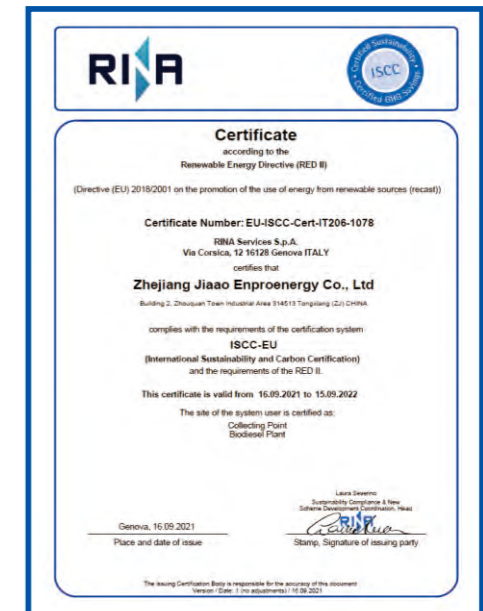 RINA
Certified Sustainability
ISCC
Certified GHG Savings
Certificate
according to the
Renewable Energy Directive (RED II)
(Directive (EU) 2018/2001 on the promotion of the use of energy from renewable sources (recast))
Certificate Number: EU-ISCC-Cert-IT206-1078
RINA Services S.p.A.
Via Corsica, 12 16128 Genova ITALY
certifies that
Zhejiang Jiaao Enproenergy Co., Ltd
Building 2, Zhouquan Town Industrial Area 314513 Tongxiang (ZJ) CHINA
complies with the requirements of the certification system
ISCC-EU
(International Sustainability and Carbon Certification)
and the requirements of the RED II.
This certificate is valid from 16.09.2021 to 15.09.2022
The site of the system user is certified as:
Collecting Point
Biodiesel Plant
Laura Severino
Sustainability Compliance & New
Scheme Development Coordination, Head
RINA
Genova, 16.09.2021
Place and date of issue
Stamp, Signature of issuing party
The issuing Certification Body is responsible for the accuracy of this document
Version / Date: 1 (no adjustments) / 16.09.2021